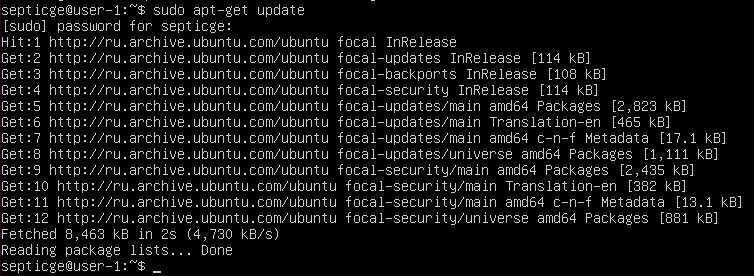 septicge@user-1:~$ sudo apt-get update
[sudo] password for septicge:
Hit:1 http://ru.archive.ubuntu.com/ubuntu focal InRelease
Get:2 http://ru.archive.ubuntu.com/ubuntu focal-updates InRelease [114 kB]
Get:3 http://ru.archive.ubuntu.com/ubuntu focal-backports InRelease [108 kB]
Get:4 http://ru.archive.ubuntu.com/ubuntu focal-security InRelease [114 kB]
Get:5 http://ru.archive.ubuntu.com/ubuntu focal-updates/main amd64 Packages [2,823 kB]
Get:6 http://ru.archive.ubuntu.com/ubuntu focal-updates/main Translation-en [465 kB]
Get:7 http://ru.archive.ubuntu.com/ubuntu focal-updates/main amd64 c-n-f Metadata [17.1 kB]
Get:8 http://ru.archive.ubuntu.com/ubuntu focal-updates/universe amd64 Packages [1,111 kB]
Get:9 http://ru.archive.ubuntu.com/ubuntu focal-security/main amd64 Packages [2,435 kB]
Get:10 http://ru.archive.ubuntu.com/ubuntu focal-security/main Translation-en [382 kB]
Get:11 http://ru.archive.ubuntu.com/ubuntu focal-security/main amd64 c-n-f Metadata [13.1 kB]
Get:12 http://ru.archive.ubuntu.com/ubuntu focal-security/universe amd64 Packages [881 kB]
Fetched 8,463 kB in 2s (4,730 kB/s)
Reading package lists... Done
septicge@user-1:~$ _